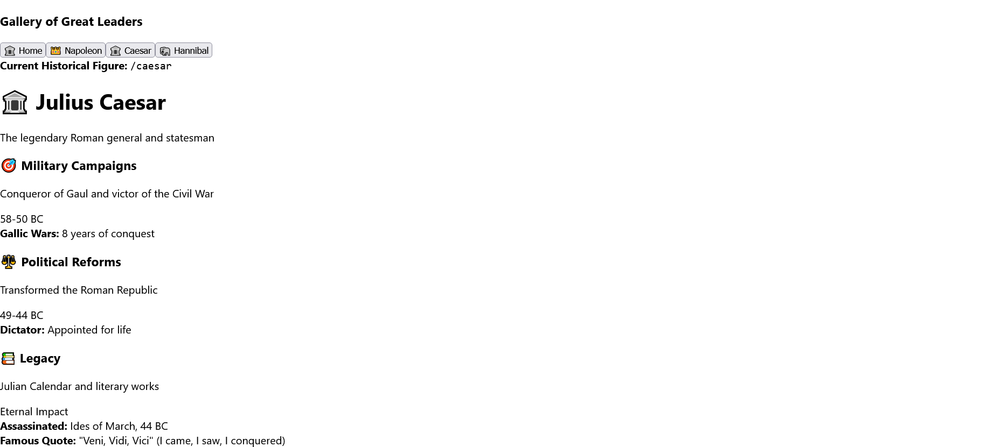 Gallery of Great Leaders
🏛️ Home 👑 Napoleon 🏛️ Caesar 🐘 Hannibal
Current Historical Figure: /caesar
🏛️ Julius Caesar
The legendary Roman general and statesman
🎯 Military Campaigns
Conqueror of Gaul and victor of the Civil War
58-50 BC
Gallic Wars: 8 years of conquest
⚖️ Political Reforms
Transformed the Roman Republic
49-44 BC
Dictator: Appointed for life
📚 Legacy
Julian Calendar and literary works
Eternal Impact
Assassinated: Ides of March, 44 BC
Famous Quote: "Veni, Vidi, Vici" (I came, I saw, I conquered)